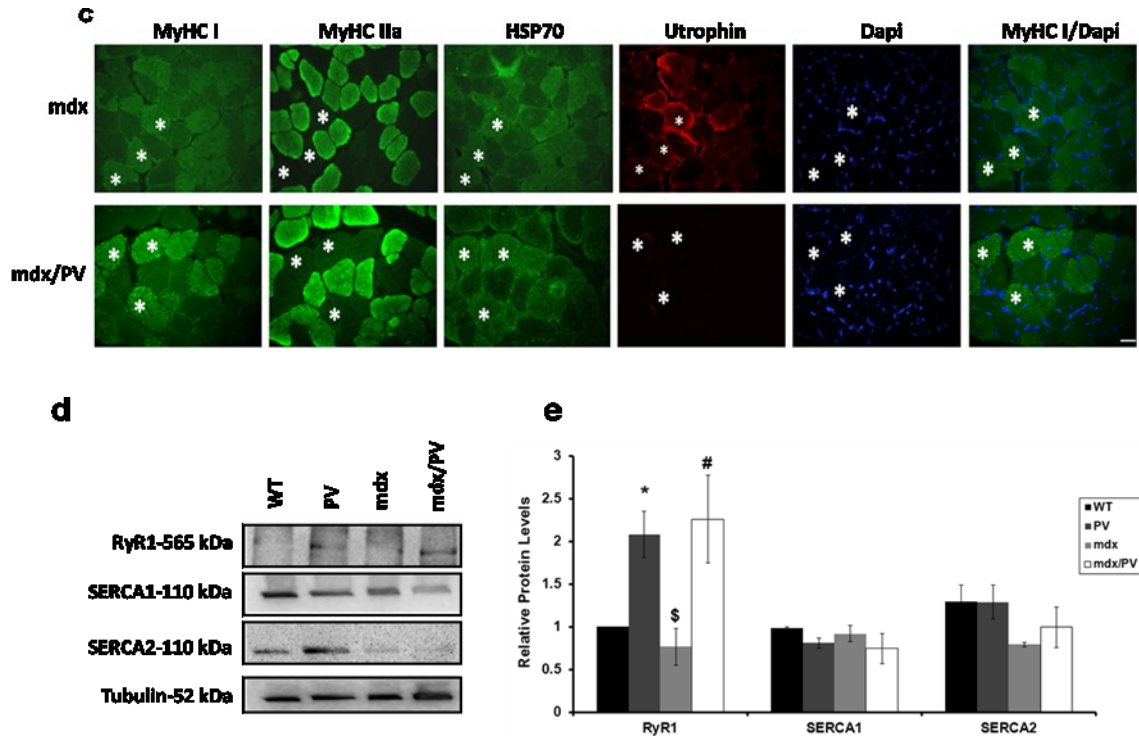 c
MyHC I MyHC IIa HSP70 Utrophin Dapi MyHC I/Dapi
mdx
* * * * * *
* * * * * *
* * * * * *
mdx/PV
* * * * * *
* * * * * *
* * * * * *
d
WT PV mdx mdx/PV
RyR1-565 kDa
SERCA1-110 kDa
SERCA2-110 kDa
Tubulin-52 kDa
e
Relative Protein Levels
3
2.5
2
1.5
1
0.5
0
* $ #
RyR1 SERCA1 SERCA2
WT
PV
mdx
mdx/PV